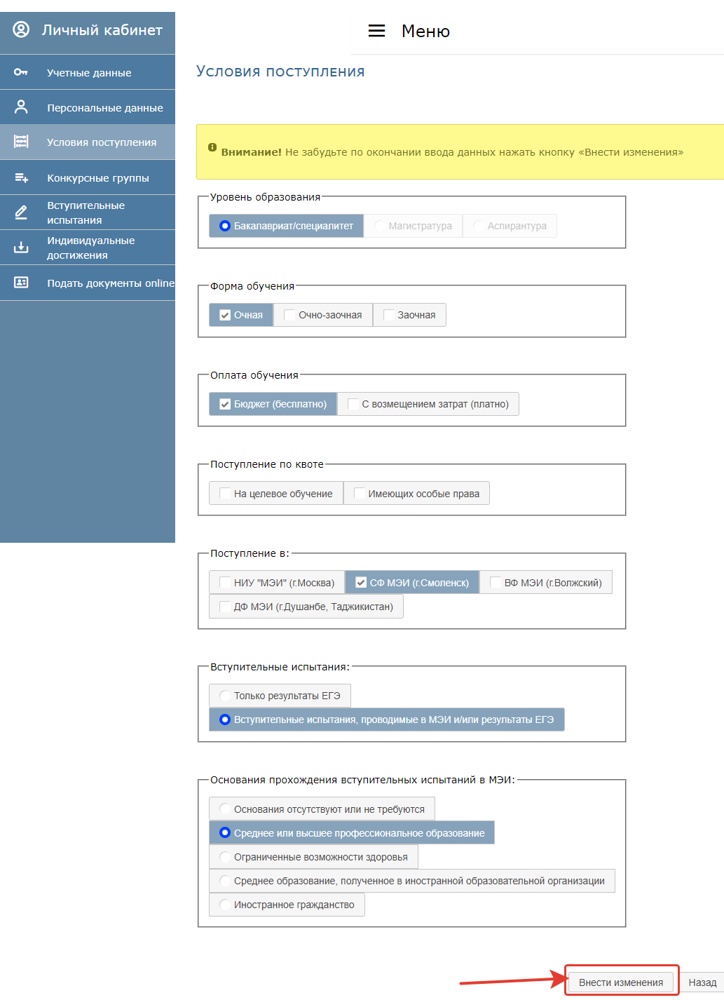 Личный кабинет
Меню
Учетные данные
Персональные данные
Условия поступления
Конкурсные группы
Вступительные
испытания
Индивидуальные
достижения
Подать документы online
Условия поступления
Внимание! Не забудьте по окончании ввода данных нажать кнопку «Внести изменения»
Уровень образования
Бакалавриат/специалитет Магистратура Аспирантура
Форма обучения
Очная Очно-заочная Заочная
Оплата обучения
Бюджет (бесплатно) С возмещением затрат (платно)
Поступление по квоте
На целевое обучение Имеющих особые права
Поступление в:
НИУ "МЭИ" (г.Москва) СФ МЭИ (г.Смоленск) ВФ МЭИ (г.Волжский)
ДФ МЭИ (г.Душанбе, Таджикистан)
Вступительные испытания:
Только результаты ЕГЭ
Вступительные испытания, проводимые в МЭИ и/или результаты ЕГЭ
Основания прохождения вступительных испытаний в МЭИ:
Основания отсутствуют или не требуются
Среднее или высшее профессиональное образование
Ограниченные возможности здоровья
Среднее образование, полученное в иностранной образовательной организации
Иностранное гражданство
Внести изменения Назад